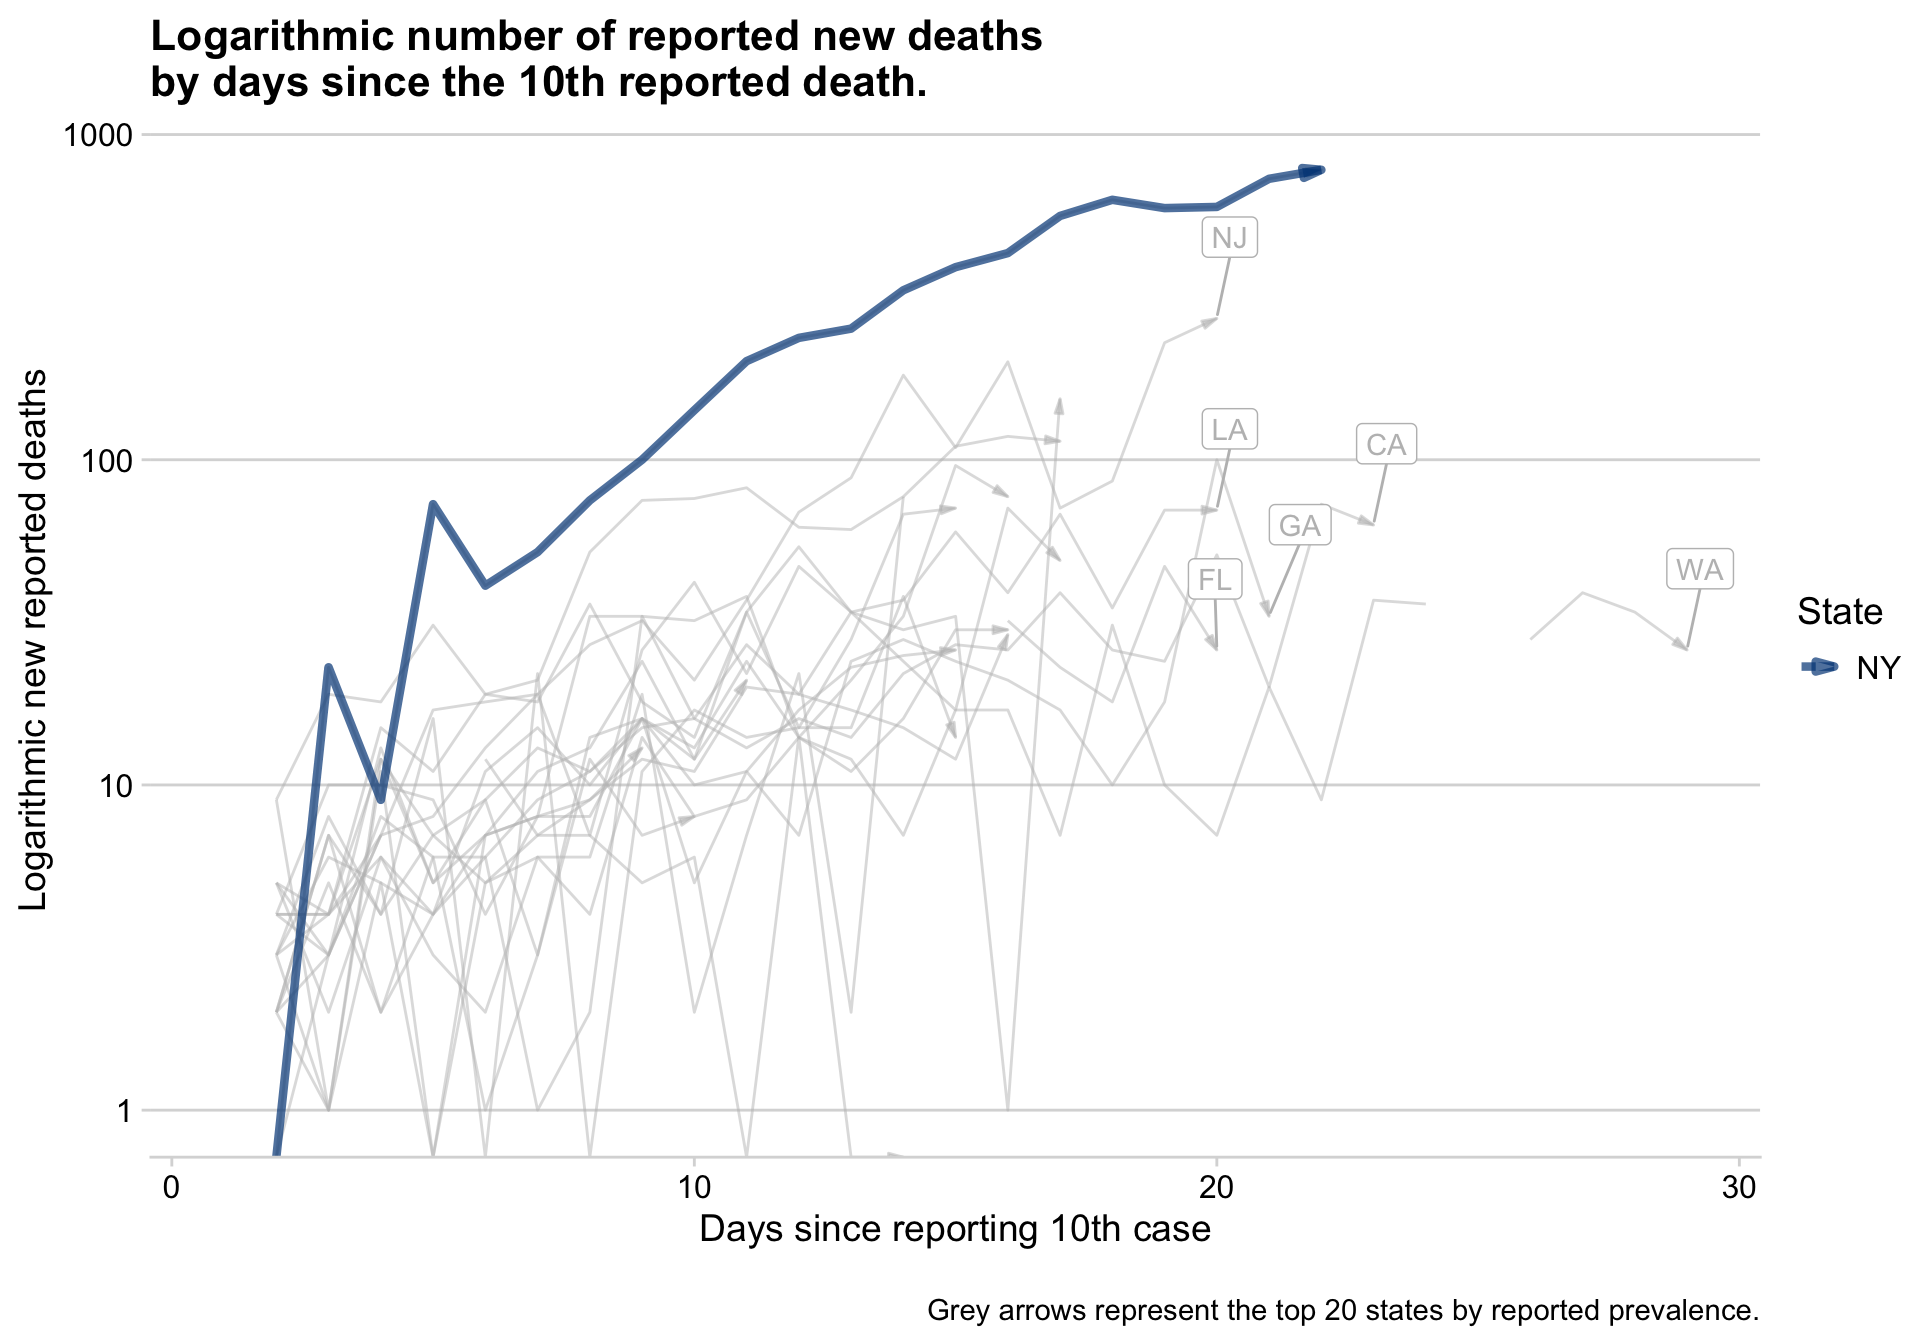 Logarithmic number of reported new deaths
by days since the 10th reported death.
1000
100
10
1
Logarithmic new reported deaths
NJ
LA
CA
GA
FL
WA
State
NY
0
10
20
30
Days since reporting 10th case
Grey arrows represent the top 20 states by reported prevalence.